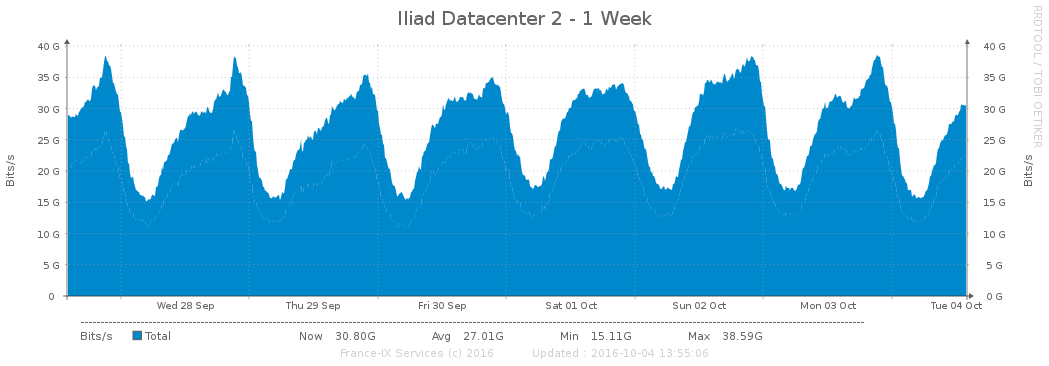 Iliad Datacenter 2 - 1 Week
RRDTOOL / TOBI OETIKER
40 G 40 G
35 G 35 G
30 G 30 G
25 G 25 G
20 G 20 G
15 G 15 G
10 G 10 G
5 G 5 G
0 0 G
Bits/s
Bits/s
Wed 28 Sep Thu 29 Sep Fri 30 Sep Sat 01 Oct Sun 02 Oct Mon 03 Oct Tue 04 Oct
Bits/s Total Now 30.80G Avg 27.01G Min 15.11G Max 38.59G
France-IX Services (c) 2016 Updated : 2016-10-04 13:55:06